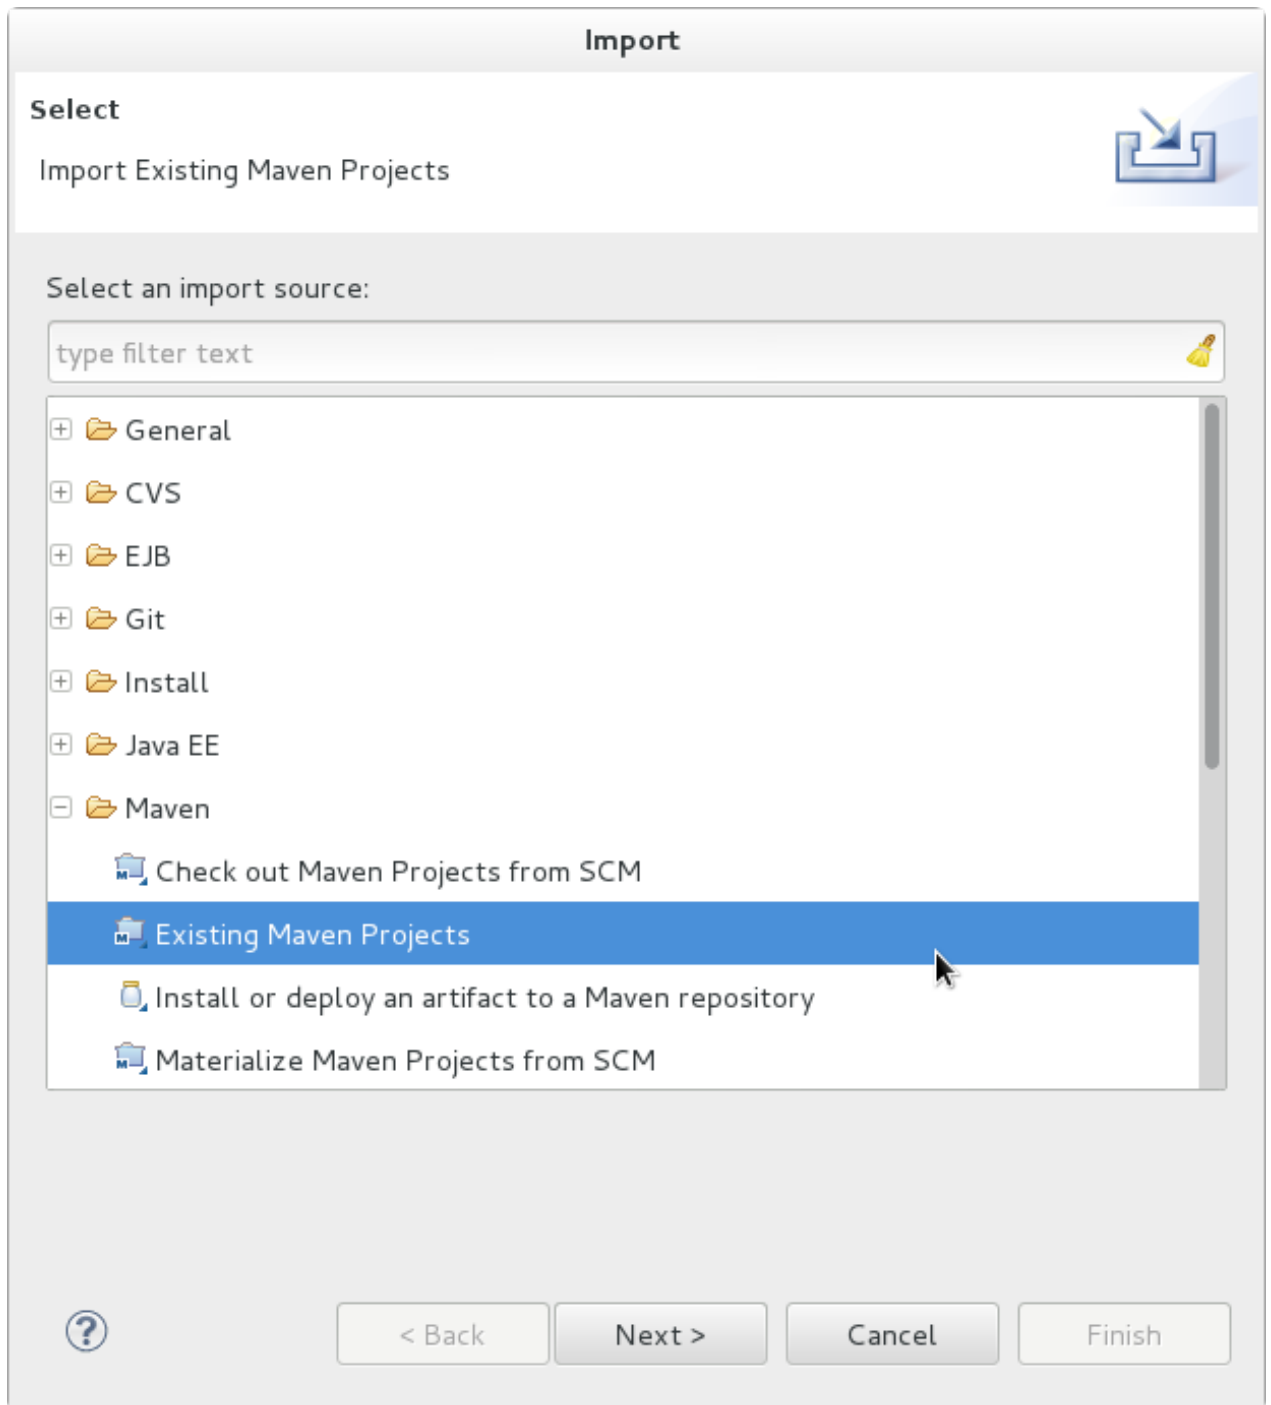 Import
Select
Import Existing Maven Projects
Select an import source:
type filter text
General
CVS
EJB
Git
Install
Java EE
Maven
Check out Maven Projects from SCM
Existing Maven Projects
Install or deploy an artifact to a Maven repository
Materialize Maven Projects from SCM
< Back Next > Cancel Finish